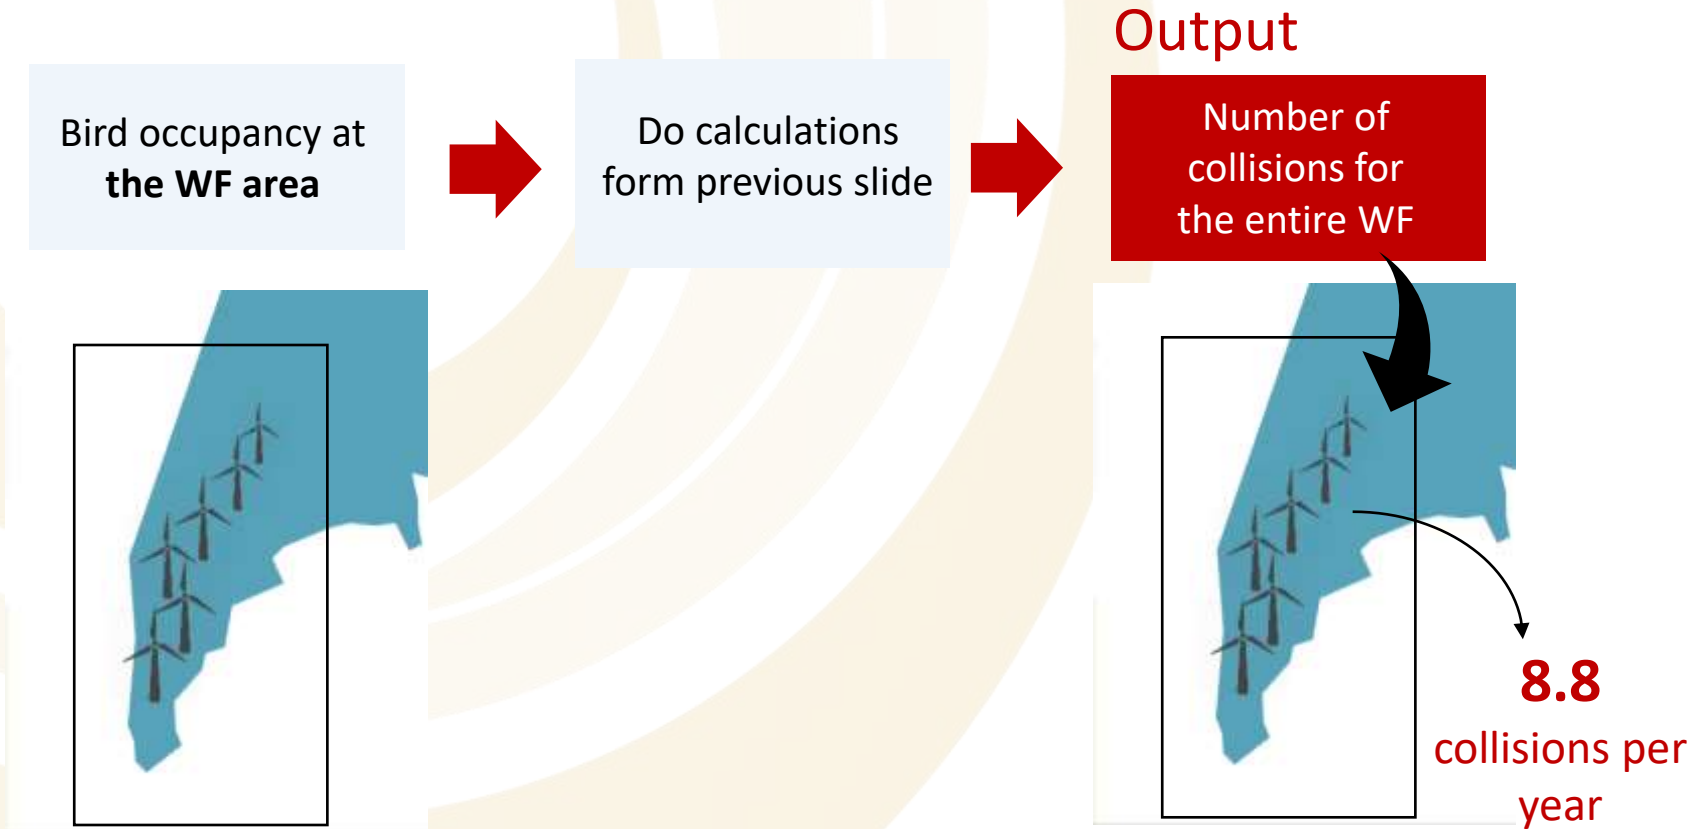 Output
Bird occupancy at
the WF area
Do calculations
form previous slide
Number of
collisions for
the entire WF
8.8
collisions per
year